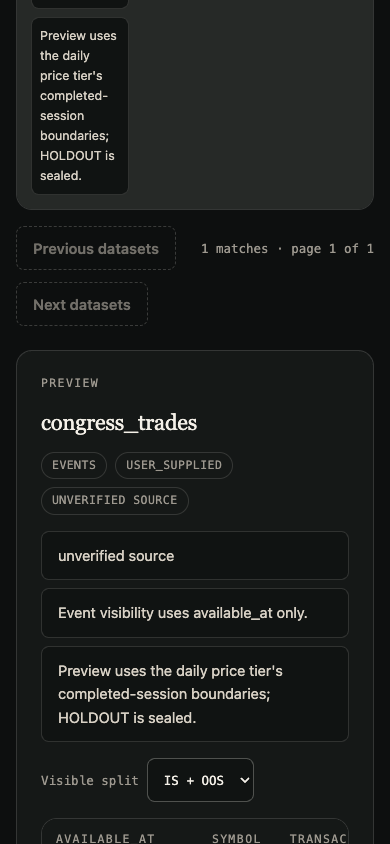 Preview uses
the daily
price tier's
completed-
session
boundaries;
HOLDOUT is
sealed.
Previous datasets
1 matches · page 1 of 1
Next datasets
PREVIEW
congress_trades
EVENTS
USER_SUPPLIED
UNVERIFIED SOURCE
unverified source
Event visibility uses available_at only.
Preview uses the daily price tier's
completed-session boundaries;
HOLDOUT is sealed.
Visible split
IS + OOS
AVAILABLE AT SYMBOL TRANSAC